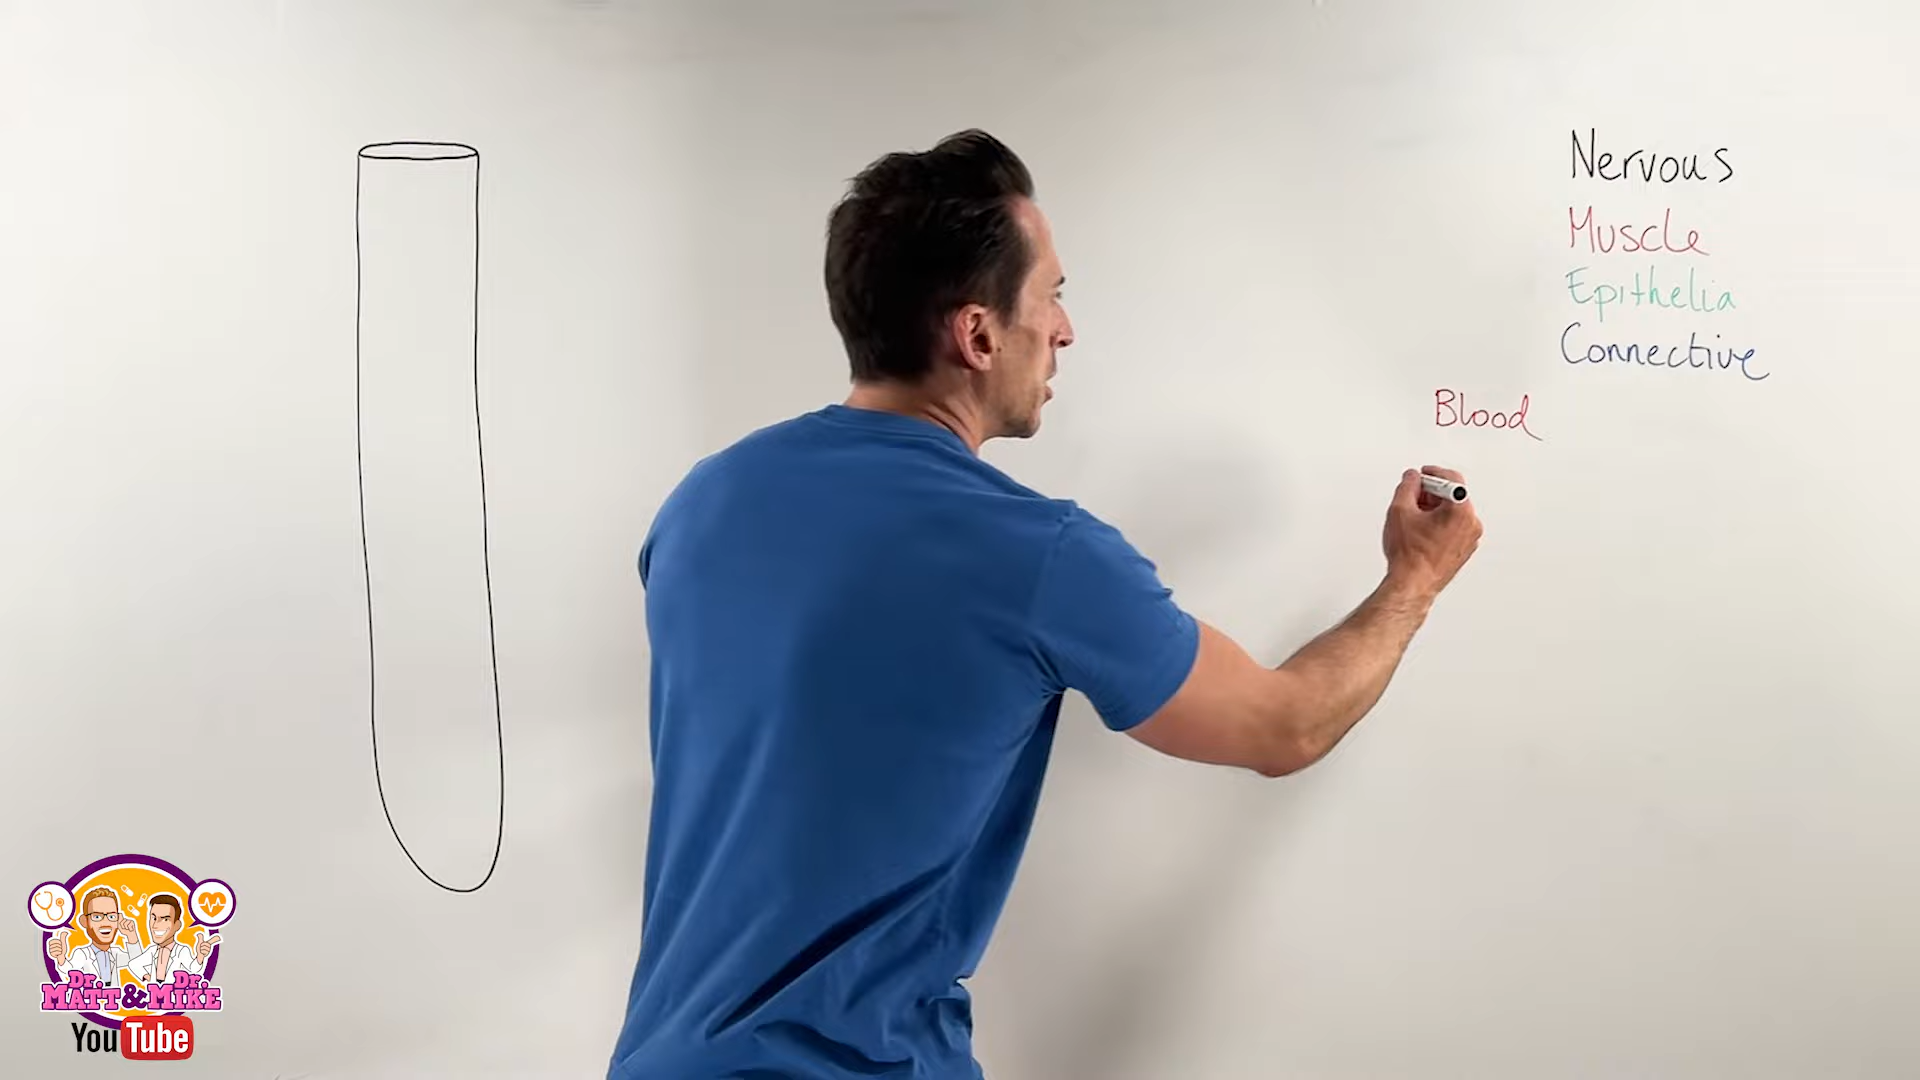 Nervous
Muscle
Epithelia
Connective
Blood
Dr. Dr.
Matt & Mike
YouTube